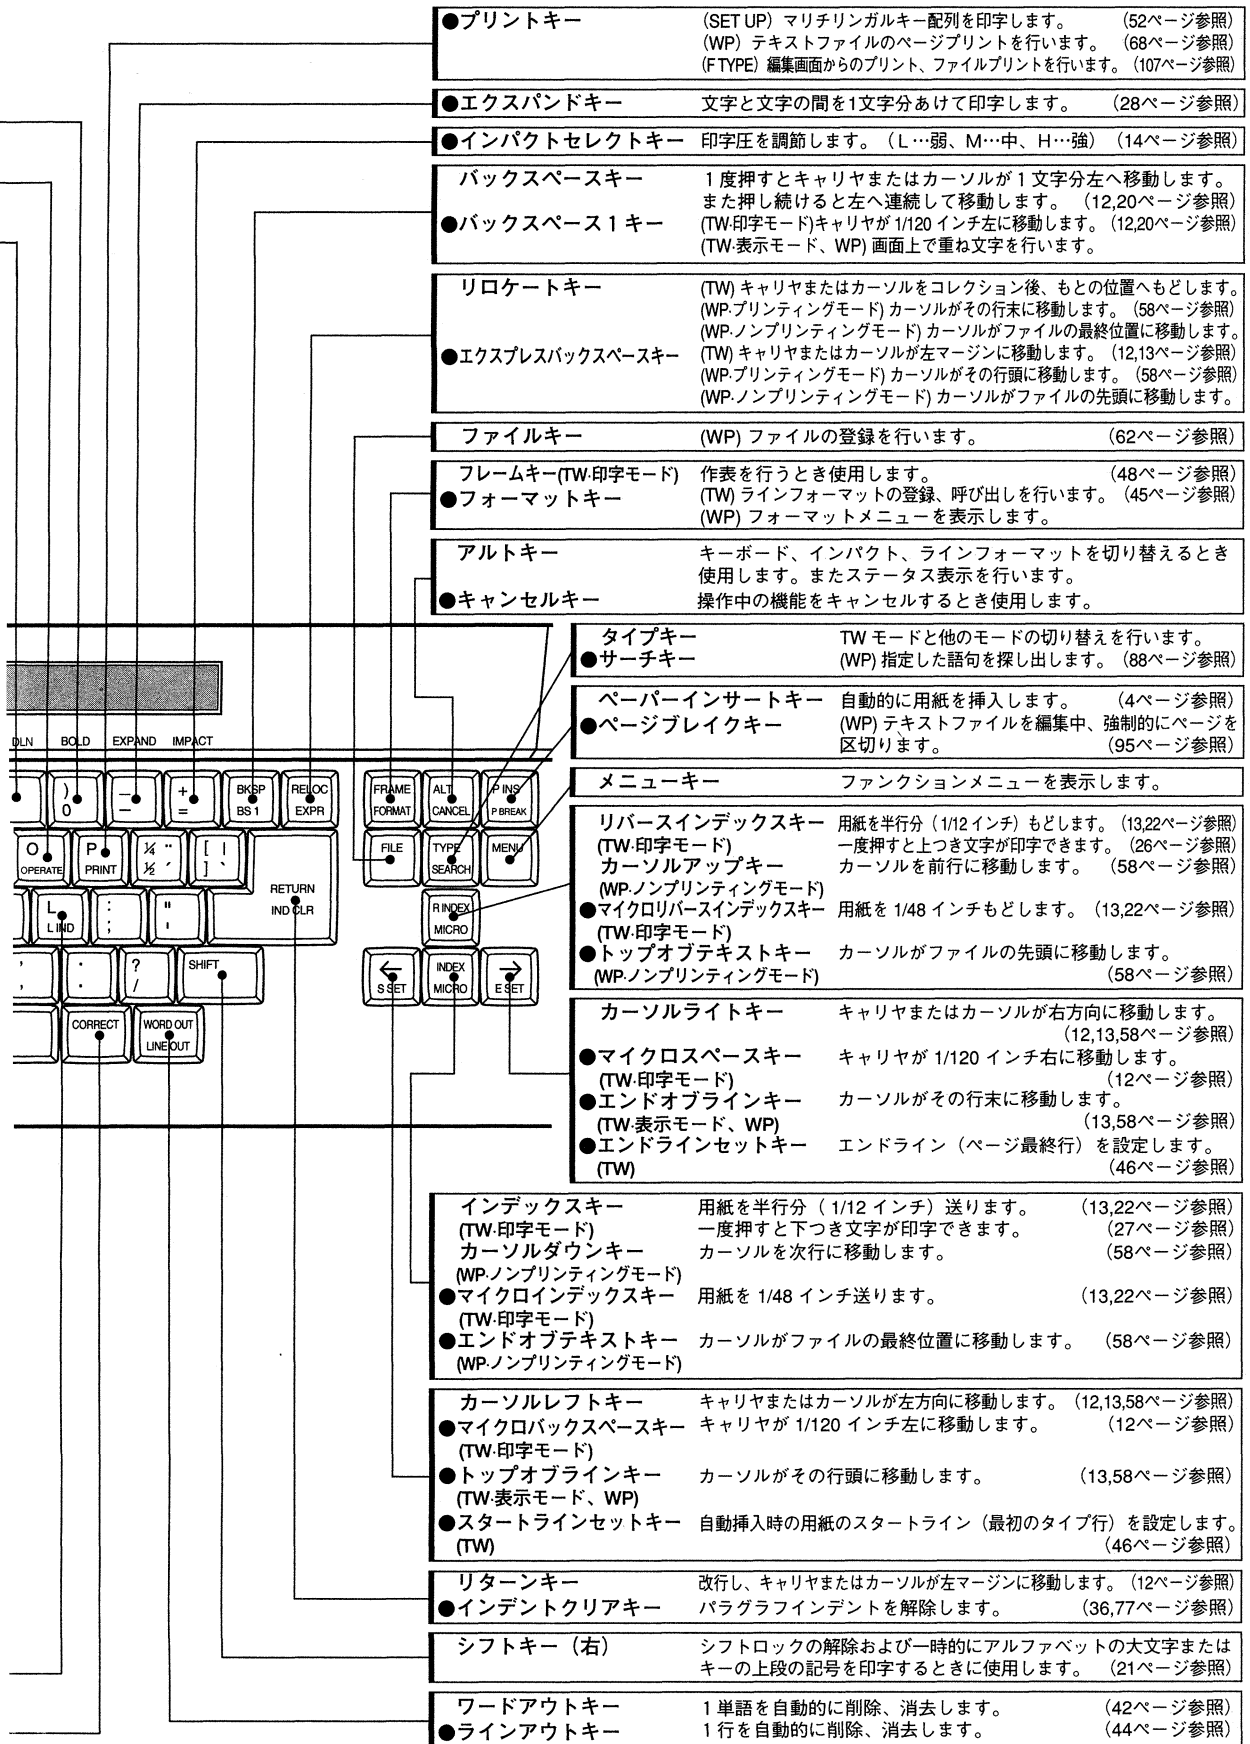 ●プリントキー (SET UP) マリチリンガルキー配列を印字します。 (52ページ参照)
(WP) テキストファイルのページプリントを行います。 (68ページ参照)
(F TYPE) 編集画面からのプリント、ファイルプリントを行います。 (107ページ参照)
●エクスパンドキー 文字と文字の間を1文字分あけて印字します。 (28ページ参照)
●インパクトセレクトキー 印字圧を調節します。(L…弱、M…中、H…強) (14ページ参照)
バックスペースキー 1度押すとキャリヤまたはカーソルが1文字分左へ移動します。
また押し続けると左へ連続して移動します。 (12,20ページ参照)
●バックスペース1キー (TW·印字モード)キャリヤが 1/120 インチ左に移動します。 (12,20ページ参照)
(TW·表示モード、WP) 画面上で重ね文字を行います。
リロケートキー (TW) キャリヤまたはカーソルをコレクション後、もとの位置へもどします。
(WP·プリンティングモード) カーソルがその行末に移動します。 (58ページ参照)
(WP·ノンプリンティングモード) カーソルがファイルの最終位置に移動します。
●エクスプレスバックスペースキー (TW) キャリヤまたはカーソルが左マージンに移動します。 (12,13ページ参照)
(WP·プリンティングモード) カーソルがその行頭に移動します。 (58ページ参照)
(WP·ノンプリンティングモード) カーソルがファイルの先頭に移動します。
ファイルキー (WP) ファイルの登録を行います。 (62ページ参照)
フレームキー(TW·印字モード) 作表を行うとき使用します。 (48ページ参照)
●フォーマットキー (TW) ラインフォーマットの登録、呼び出しを行います。 (45ページ参照)
(WP) フォーマットメニューを表示します。
アルトキー キーボード、インパクト、ラインフォーマットを切り替えるとき
使用します。またステータス表示を行います。
●キャンセルキー 操作中の機能をキャンセルするとき使用します。
タイプキー TW モードと他のモードの切り替えを行います。
●サーチキー (WP) 指定した語句を探し出します。 (88ページ参照)
ペーパーインサートキー 自動的に用紙を挿入します。 (4ページ参照)
●ページブレイクキー (WP) テキストファイルを編集中、強制的にページを
区切ります。 (95ページ参照)
メニューキー ファンクションメニューを表示します。
リバースインデックスキー 用紙を半行分(1/12 インチ)もどします。 (13,22ページ参照)
(TW·印字モード) 一度押すと上つき文字が印字できます。 (26ページ参照)
カーソルアップキー カーソルを前行に移動します。 (58ページ参照)
(WP·ノンプリンティングモード)
●マイクロリバースインデックスキー 用紙を 1/48 インチもどします。 (13,22ページ参照)
(TW·印字モード)
●トップオブテキストキー カーソルがファイルの先頭に移動します。
(WP·ノンプリンティングモード) (58ページ参照)
カーソルライトキー キャリヤまたはカーソルが右方向に移動します。
(12,13,58ページ参照)
●マイクロスペースキー キャリヤが 1/120 インチ右に移動します。
(TW·印字モード) (12ページ参照)
●エンドオブラインキー カーソルがその行末に移動します。
(TW·表示モード、WP) (13,58ページ参照)
●エンドラインセットキー エンドライン(ページ最終行)を設定します。
(TW) (46ページ参照)
インデックスキー 用紙を半行分(1/12 インチ)送ります。 (13,22ページ参照)
(TW·印字モード) 一度押すと下つき文字が印字できます。 (27ページ参照)
カーソルダウンキー カーソルを次行に移動します。 (58ページ参照)
(WP·ノンプリンティングモード)
●マイクロインデックスキー 用紙を 1/48 インチ送ります。 (13,22ページ参照)
(TW·印字モード)
●エンドオブテキストキー カーソルがファイルの最終位置に移動します。 (58ページ参照)
(WP·ノンプリンティングモード)
カーソルレフトキー キャリヤまたはカーソルが左方向に移動します。 (12,13,58ページ参照)
●マイクロバックスペースキー キャリヤが 1/120 インチ左に移動します。 (12ページ参照)
(TW·印字モード)
●トップオブラインキー カーソルがその行頭に移動します。 (13,58ページ参照)
(TW·表示モード、WP)
●スタートラインセットキー 自動挿入時の用紙のスタートライン(最初のタイプ行)を設定します。
(TW) (46ページ参照)
リターンキー 改行し、キャリヤまたはカーソルが左マージンに移動します。 (12ページ参照)
●インデントクリアキー パラグラフインデントを解除します。 (36,77ページ参照)
シフトキー(右) シフトロックの解除および一時的にアルファベットの大文字または
キーの上段の記号を印字するときに使用します。 (21ページ参照)
ワードアウトキー 1単語を自動的に削除、消去します。 (42ページ参照)
●ラインアウトキー 1行を自動的に削除、消去します。 (44ページ参照)
DLN BOLD EXPAND IMPACT
) _ + BKSP RELOC FRAME ALT P INS
0 - = BS 1 EXPR FORMAT CANCEL P BREAK
O P ¼ ¨ [ | FILE TYPE MENU
OPERATE PRINT ½ ´ ] ` SEARCH
RETURN
IND CLR
L : " R INDEX
L IND ; ' MICRO
, . ? SHIFT ← INDEX →
, . / S SET MICRO E SET
CORRECT WORD OUT
LINE OUT